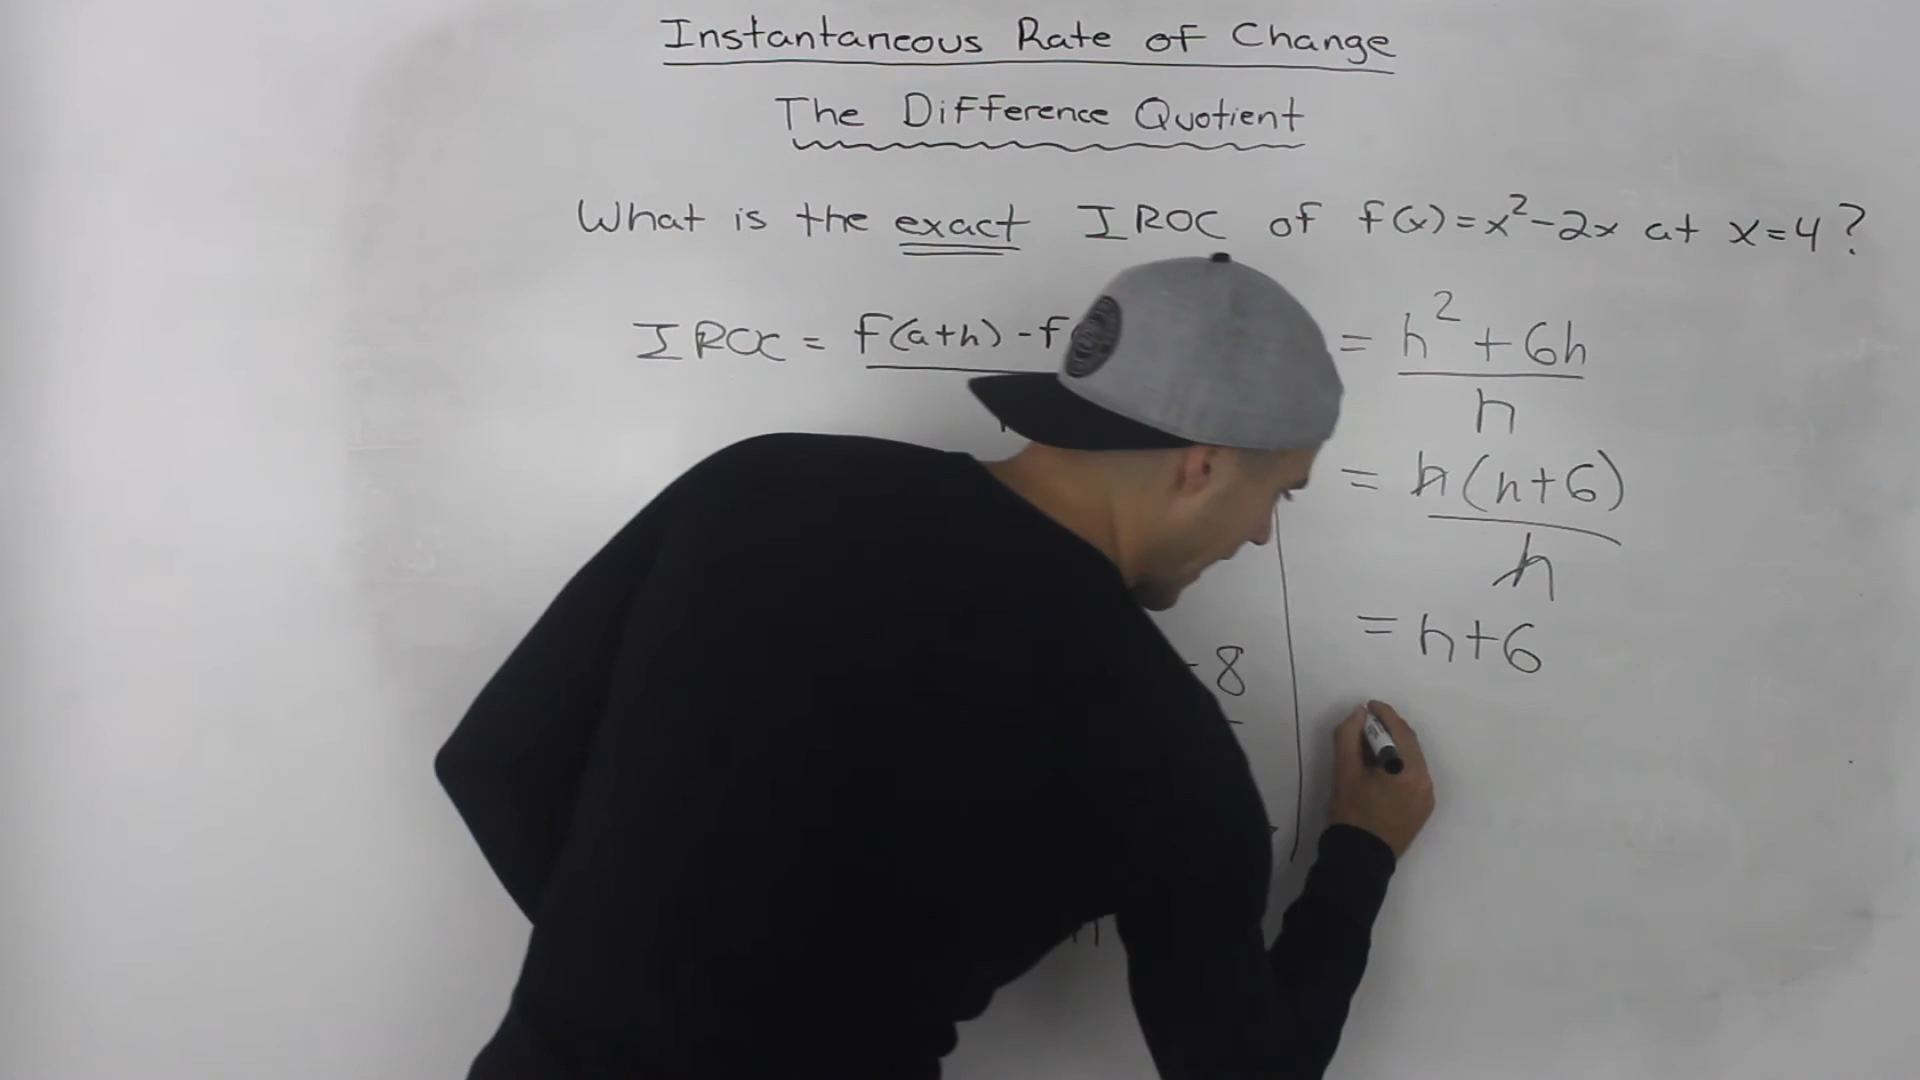 Instantaneous Rate of Change
The Difference Quotient
What is the exact IROC of f(x)=x²-2x at x=4?
IROC = f(a+h)-f
= h²+6h
h
= h(h+6)
h
- 8
= h+6